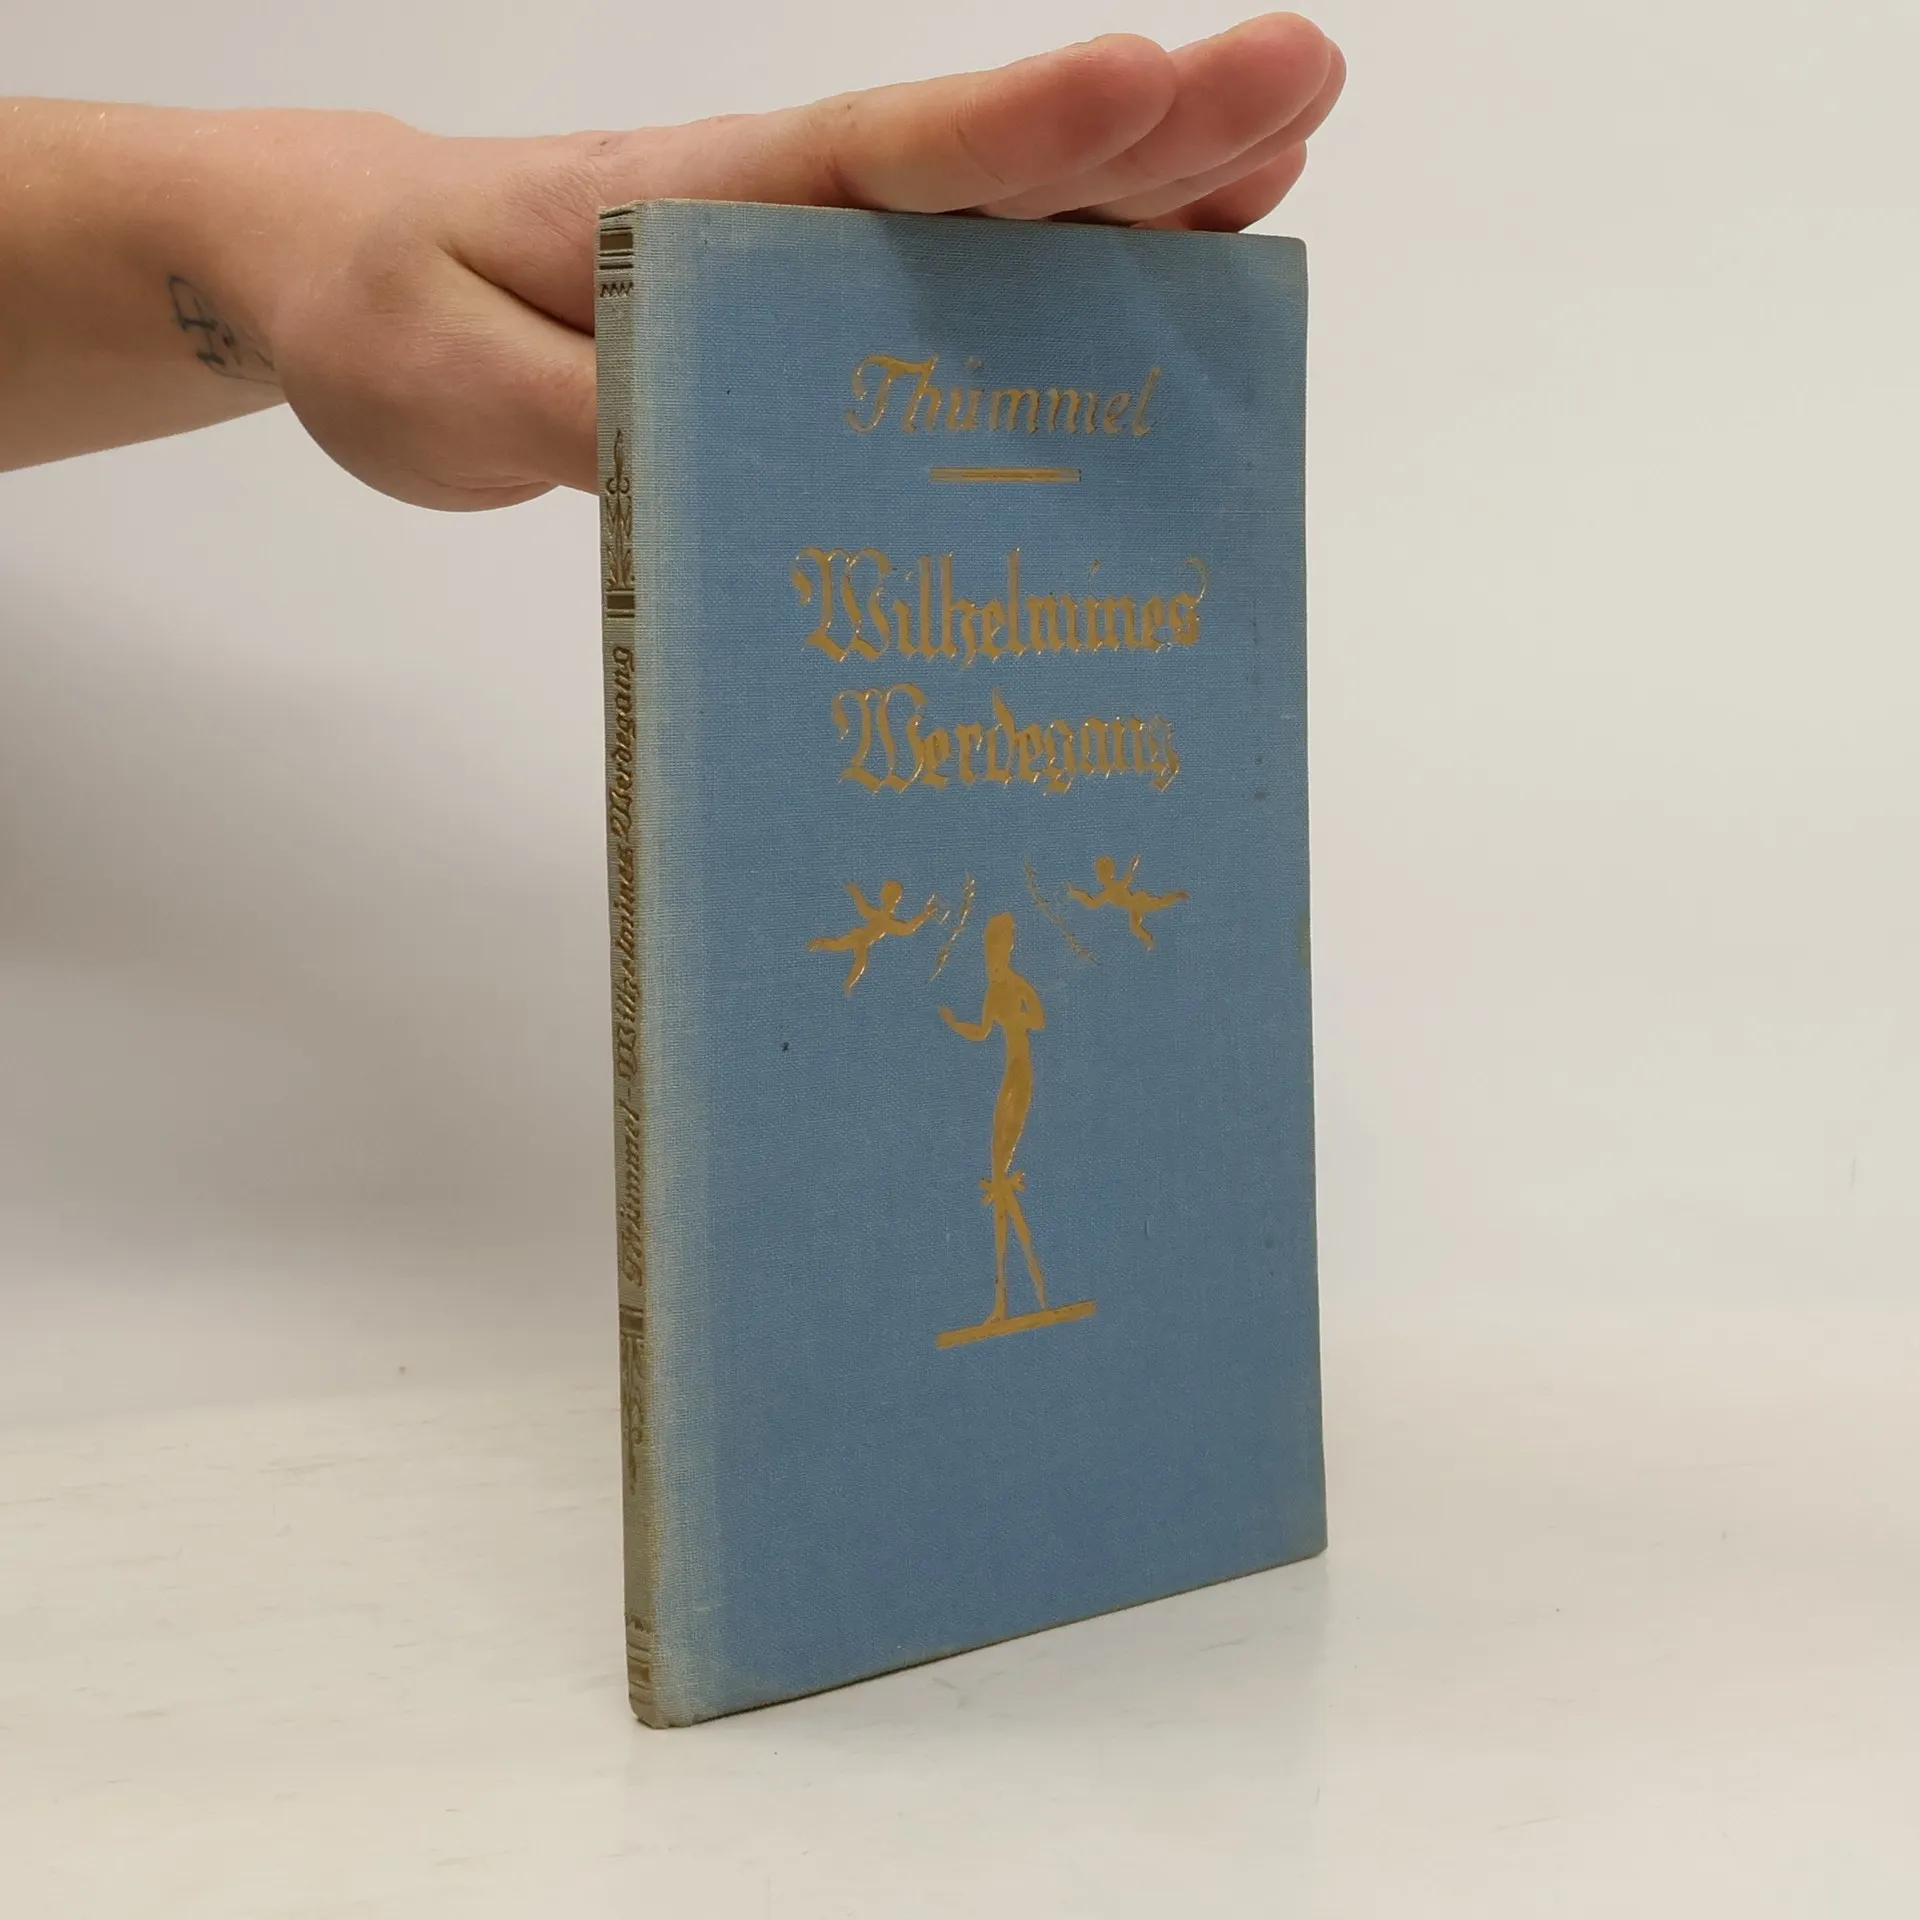 Thümmel
Wilhelmines
Werdegang
Thümmel - Wilhelmines Werdegang